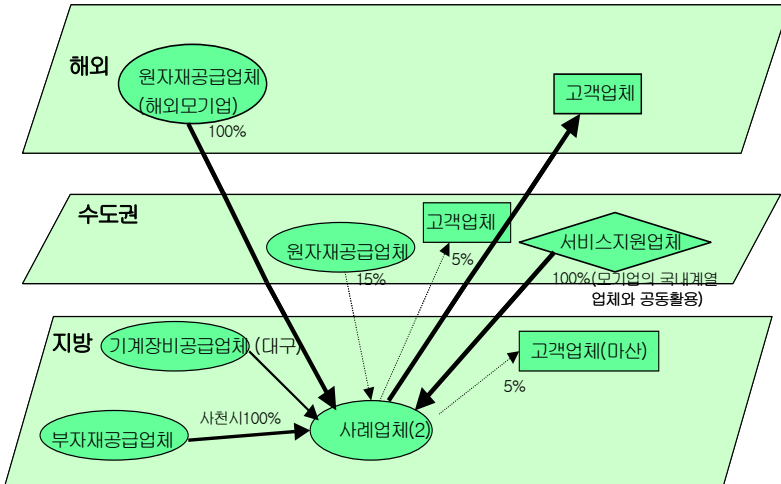 해외
원자재공급업체
(해외모기업)
100%
고객업체
수도권
원자재공급업체
15%
고객업체
5%
서비스지원업체
100%(모기업의 국내계열
업체와 공동활용)
지방
기계장비공급업체 (대구)
고객업체(마산)
5%
사천시100%
부자재공급업체
사례업체(2)